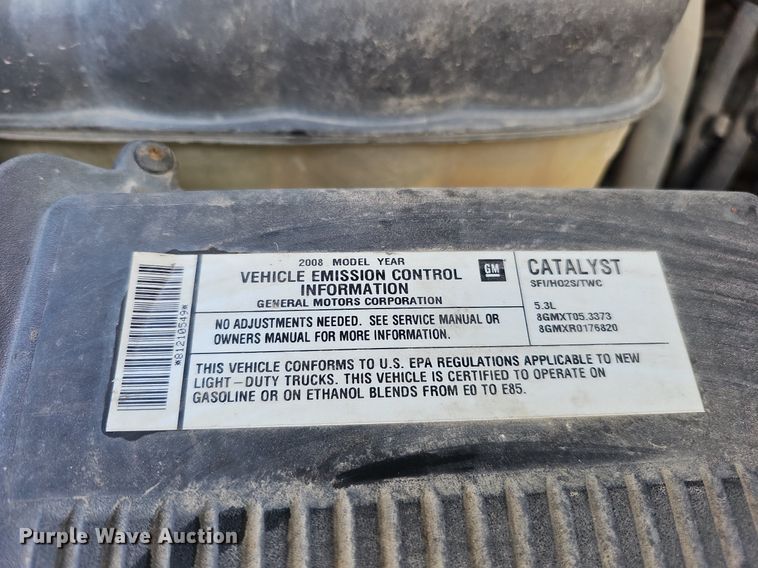 *81210549*
2008 MODEL YEAR
VEHICLE EMISSION CONTROL
INFORMATION
GENERAL MOTORS CORPORATION
GM
CATALYST
SFI/HO2S/TWC
5.3L
8GMXT05.3373
8GMXR0176820
NO ADJUSTMENTS NEEDED. SEE SERVICE MANUAL OR
OWNERS MANUAL FOR MORE INFORMATION.
THIS VEHICLE CONFORMS TO U.S. EPA REGULATIONS APPLICABLE TO NEW
LIGHT-DUTY TRUCKS. THIS VEHICLE IS CERTIFIED TO OPERATE ON
GASOLINE OR ON ETHANOL BLENDS FROM E0 TO E85.
Purple Wave Auction